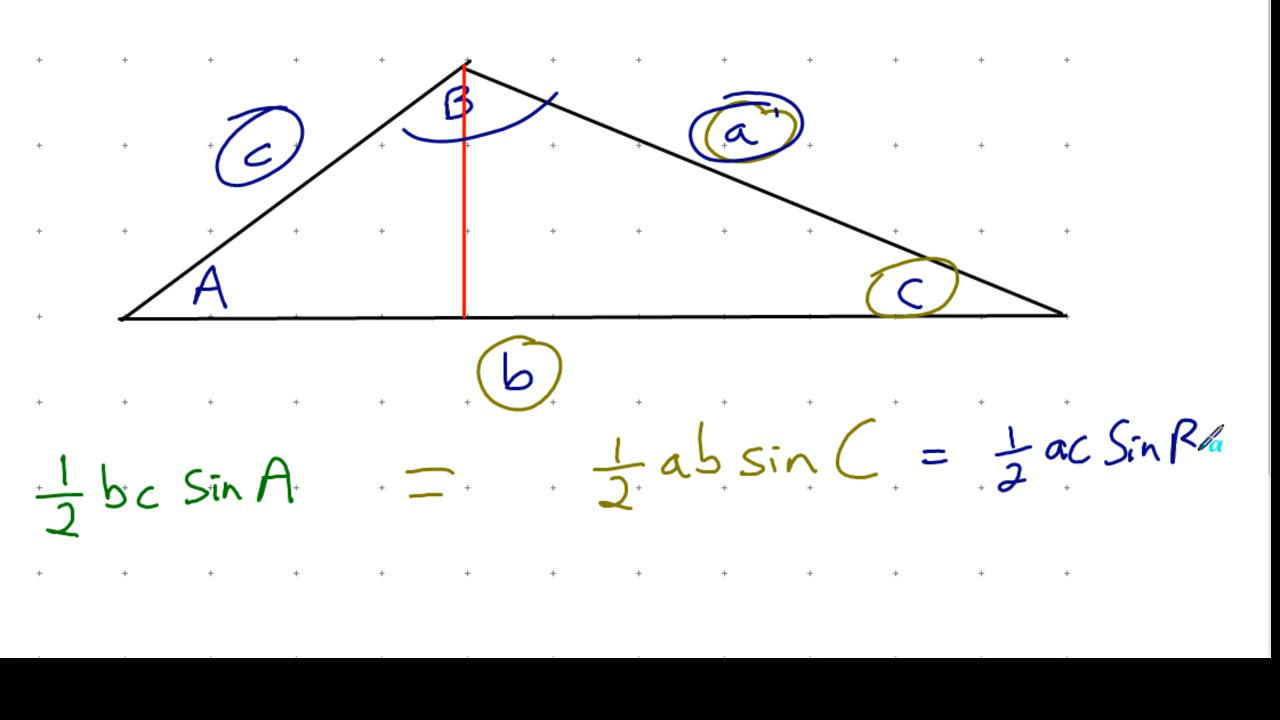 B
c
a
A
C
b
½ bc sin A = ½ ab sin C = ½ ac sin